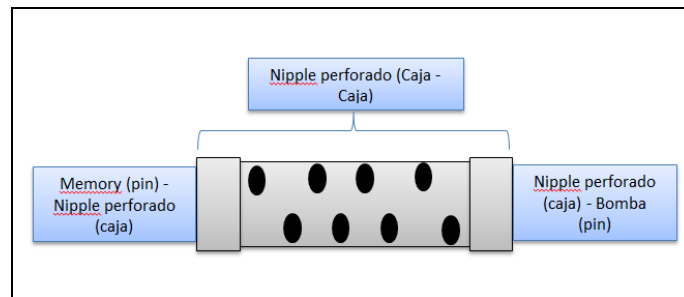 Nipple perforado (Caja -
Caja)
Memory (pin) -
Nipple perforado
(caja)
Nipple perforado
(caja) - Bomba
(pin)